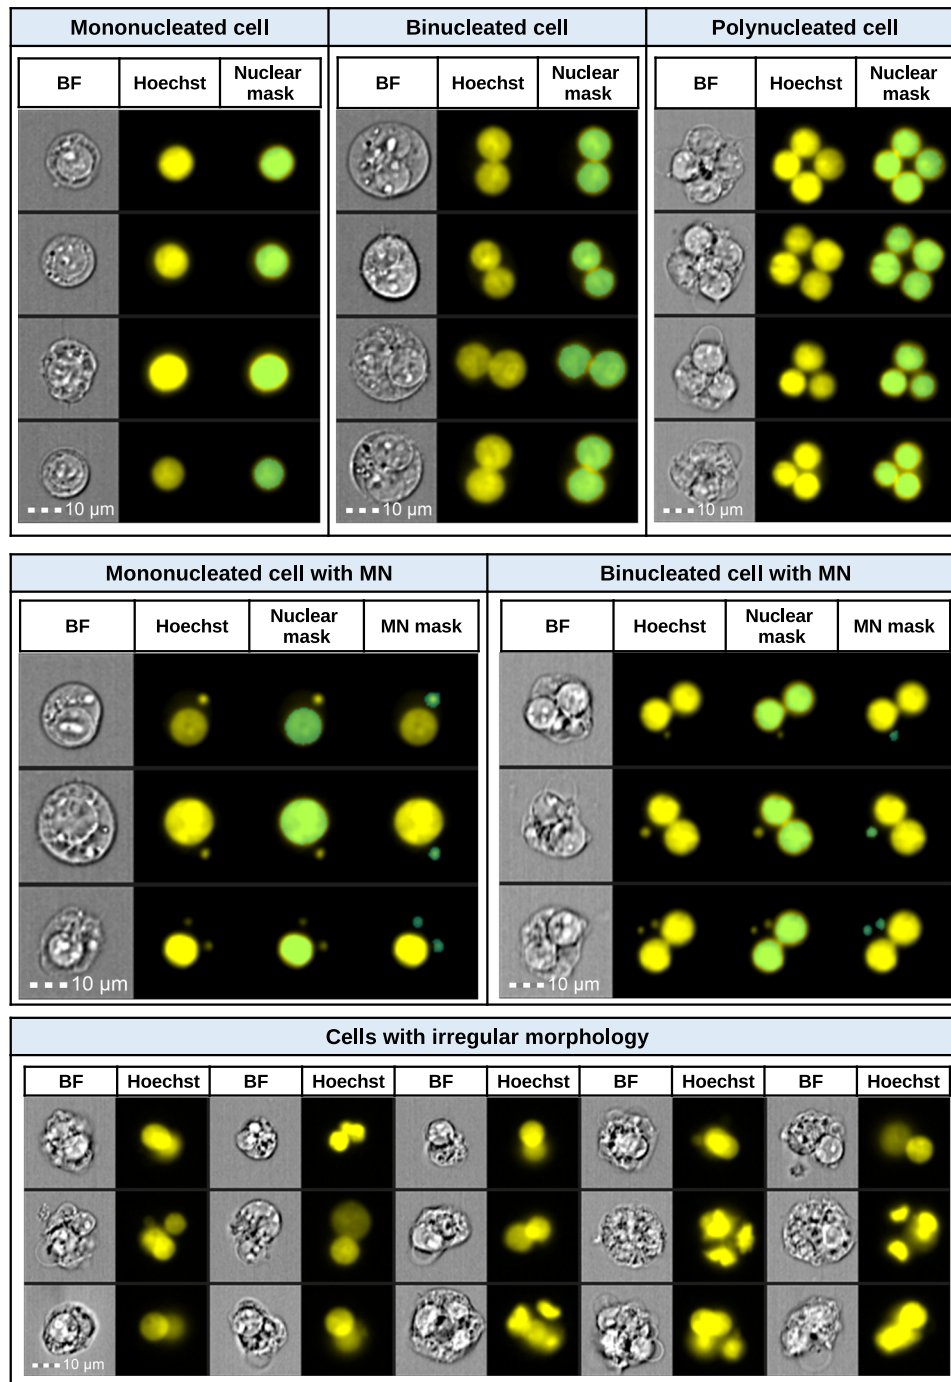 Mononucleated cell
Binucleated cell
Polynucleated cell
BF
Hoechst
Nuclear
mask
BF
Hoechst
Nuclear
mask
BF
Hoechst
Nuclear
mask
10 µm
10 µm
10 µm
Mononucleated cell with MN
Binucleated cell with MN
BF
Hoechst
Nuclear
mask
MN mask
BF
Hoechst
Nuclear
mask
MN mask
10 µm
10 µm
Cells with irregular morphology
BF
Hoechst
BF
Hoechst
BF
Hoechst
BF
Hoechst
BF
Hoechst
10 µm